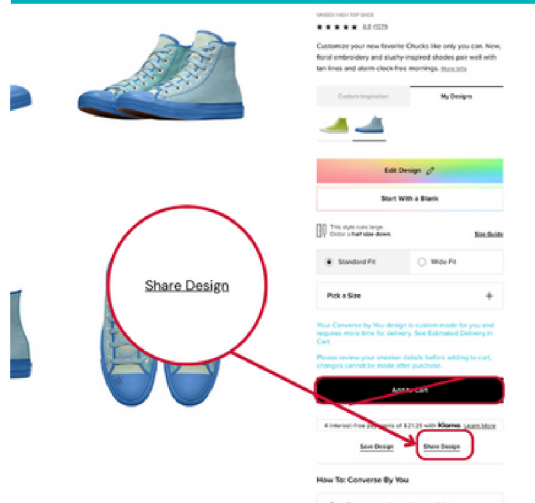 UNISEX HIGH TOP SHOE
Customize your new favorite Chucks like only you can. New,
floral embroidery and slushy-inspired shades pair well with
tan lines and alarm-clock-free mornings. More Info
Custom Inspiration
My Designs
Edit Design
Start With a Blank
This style runs large
Order a half size down
Size Guide
Standard Fit
Wide Fit
Share Design
Pick a Size
+
Your Converse by You design is custom-made for you and
requires more time for delivery. See Estimated Delivery in
Cart.
Please review your sneaker details before adding to cart,
changes cannot be made after purchase.
Add to Cart
4 interest-free payments of $21.25 with Klarna. Learn More
Save Design
Share Design
How To: Converse By You